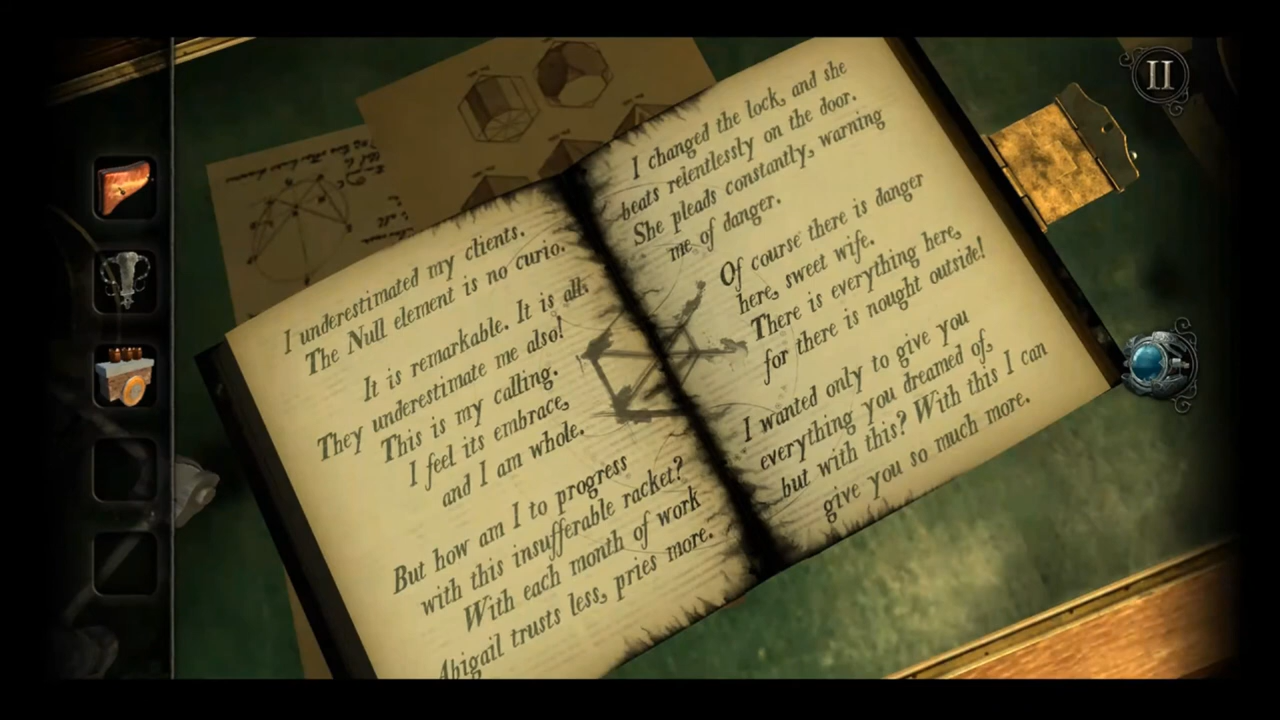 I underestimated my clients.
The Null element is no curio.
It is remarkable. It is all.
They underestimate me also!
This is my calling.
I feel its embrace,
and I am whole.
But how am I to progress
with this insufferable racket?
With each month of work
Abigail trusts less, pries more.
I changed the lock, and she
beats relentlessly on the door.
She pleads constantly, warning
me of danger.
Of course there is danger
here, sweet wife.
There is everything here,
for there is nought outside!
I wanted only to give you
everything you dreamed of,
but with this? With this I can
give you so much more.